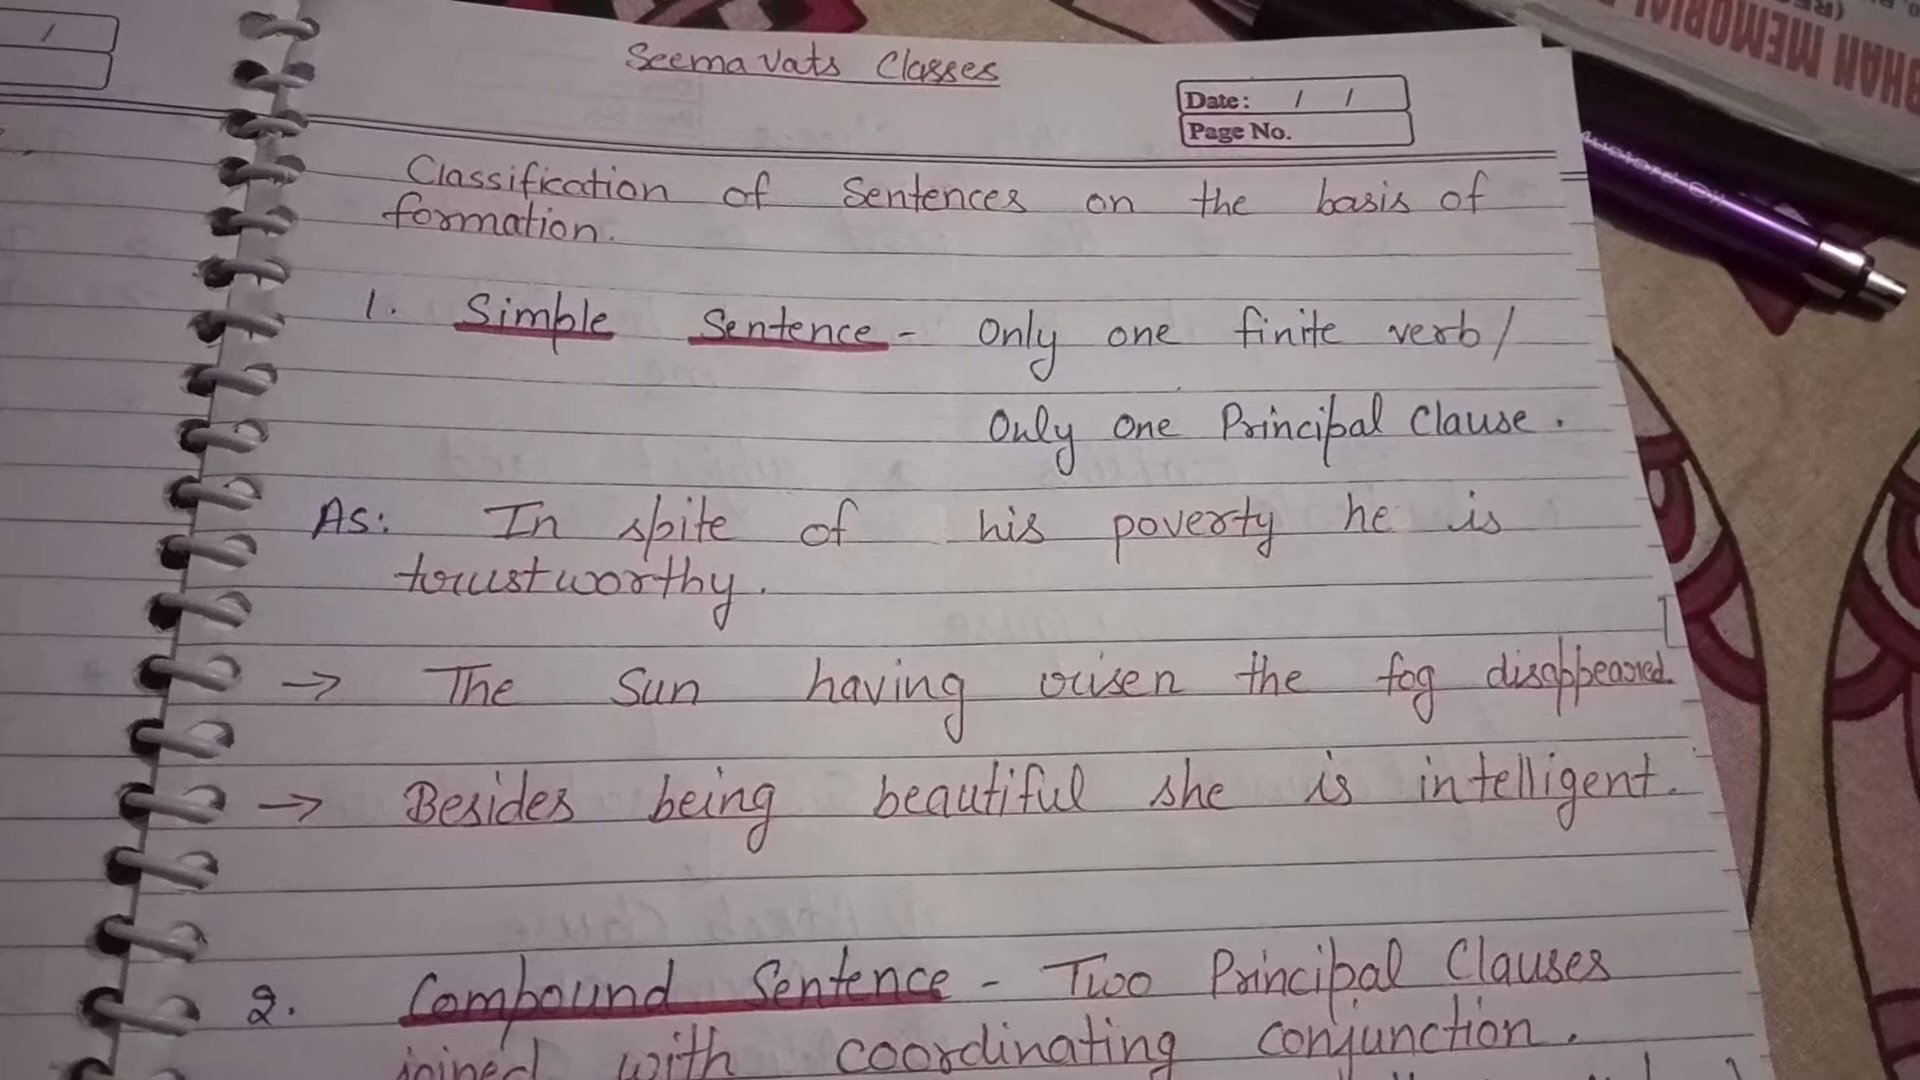 Seema Vats Classes
Date: / /
Page No.
Classification of Sentences on the basis of
formation.
1. Simple Sentence - Only one finite verb/
Only one Principal Clause.
As: In spite of his poverty he is
trustworthy.
→ The Sun having risen the fog disappeared.
→ Besides being beautiful she is intelligent.
2. Compound Sentence - Two Principal Clauses
joined with coordinating conjunction.
MEMORIAL